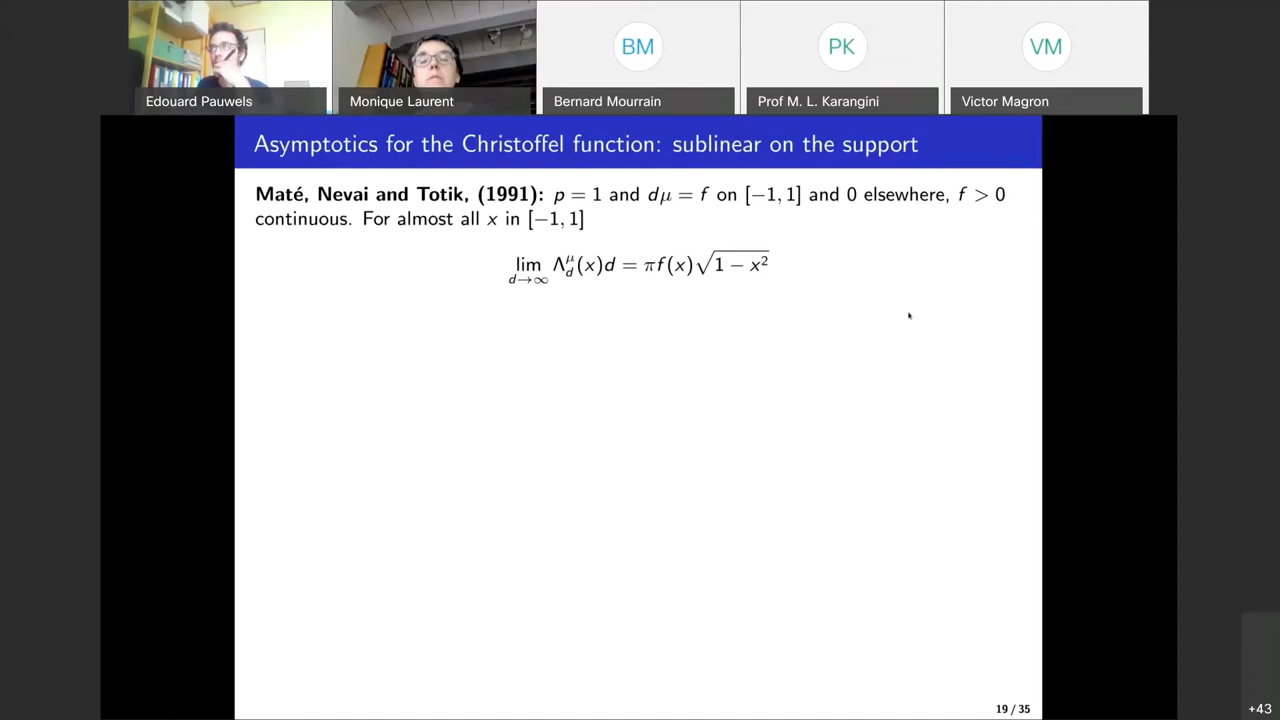 BM
PK
VM
Edouard Pauwels
Monique Laurent
Bernard Mourrain
Prof M. L. Karangini
Victor Magron
Asymptotics for the Christoffel function: sublinear on the support
Maté, Nevai and Totik, (1991): p = 1 and dμ = f on [−1, 1] and 0 elsewhere, f > 0
continuous. For almost all x in [−1, 1]
lim_{d→∞} Λ_d^μ(x)d = πf(x)√(1 − x²)
19 / 35
+43